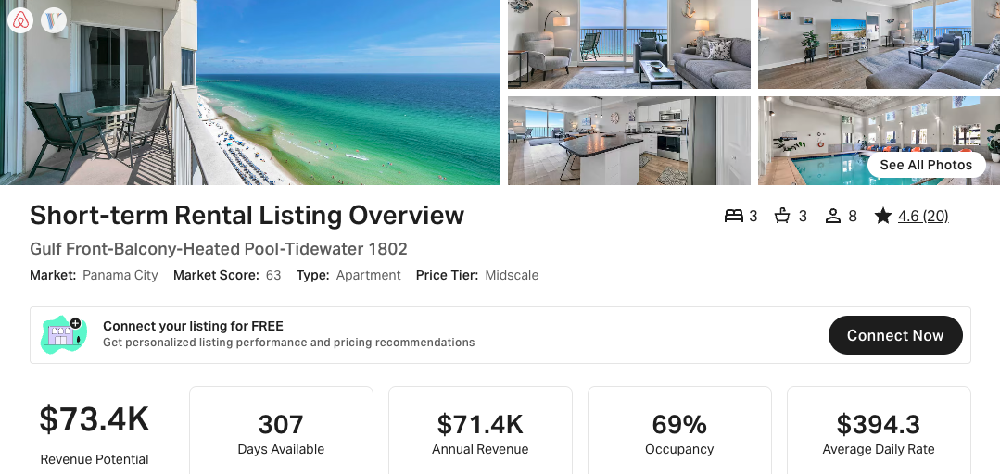 See All Photos
Short-term Rental Listing Overview
3
3
8
4.6 (20)
Gulf Front-Balcony-Heated Pool-Tidewater 1802
Market: Panama City Market Score: 63 Type: Apartment Price Tier: Midscale
Connect your listing for FREE
Get personalized listing performance and pricing recommendations
Connect Now
$73.4K
Revenue Potential
307
Days Available
$71.4K
Annual Revenue
69%
Occupancy
$394.3
Average Daily Rate